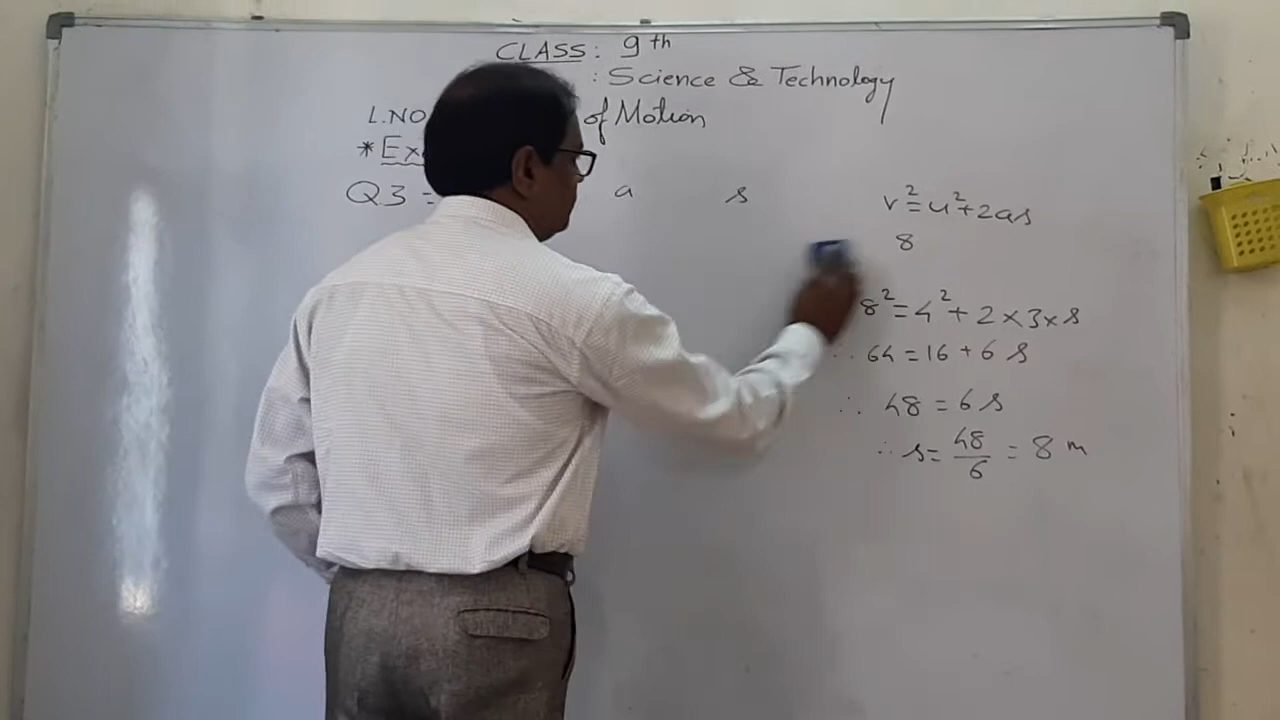 CLASS: 9th
: Science & Technology
L.NO of Motion
* Ex
Q3 = a s
v² = u² + 2as
8
8² = 4² + 2 × 3 × s
∴ 64 = 16 + 6 s
∴ 48 = 6 s
∴ s = 48/6 = 8 m